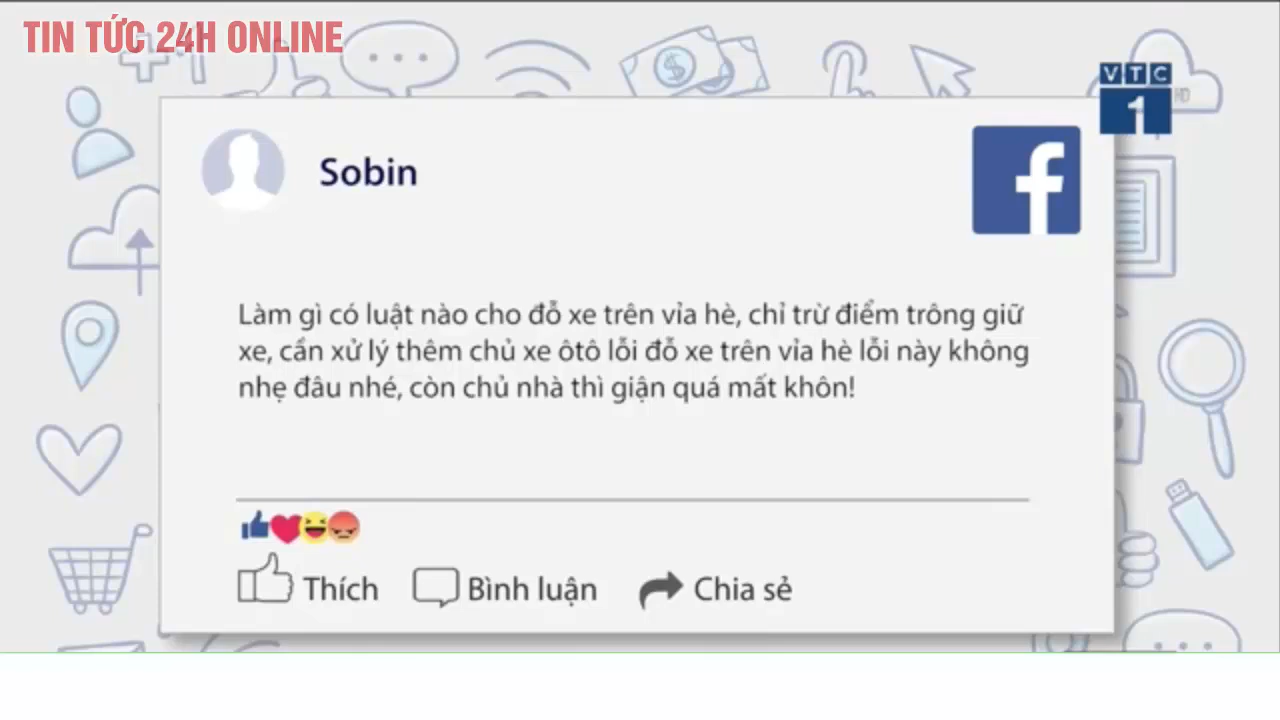 TIN TỨC 24H ONLINE
VTC
HD
1
Sobin
f
Làm gì có luật nào cho đỗ xe trên vỉa hè, chỉ trừ điểm trông giữ
xe, cần xử lý thêm chủ xe ôtô lỗi đỗ xe trên vỉa hè lỗi này không
nhẹ đâu nhé, còn chủ nhà thì giận quá mất khôn!
Thích Bình luận Chia sẻ